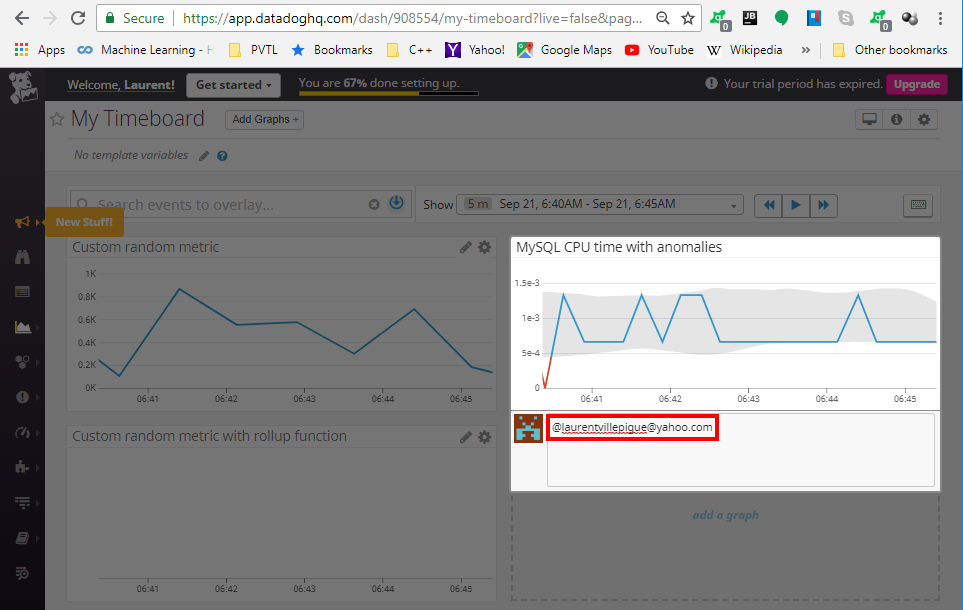 Secure https://app.datadoghq.com/dash/908554/my-timeboard?live=false&pag...
0 JB 0
Apps Machine Learning - PVTL Bookmarks C++ Yahoo! Google Maps YouTube W Wikipedia » Other bookmarks
Welcome, Laurent! Get started You are 67% done setting up. Your trial period has expired. Upgrade
My Timeboard Add Graphs +
No template variables
Search events to overlay... Show 5 m Sep 21, 6:40AM - Sep 21, 6:45AM
New Stuff!
Custom random metric
1K
0.8K
0.6K
0.4K
0.2K
0K
06:41 06:42 06:43 06:44 06:45
MySQL CPU time with anomalies
1.5e-3
1e-3
5e-4
0
06:41 06:42 06:43 06:44 06:45
@laurentvillepigue@yahoo.com
Custom random metric with rollup function
06:41 06:42 06:43 06:44 06:45
add a graph